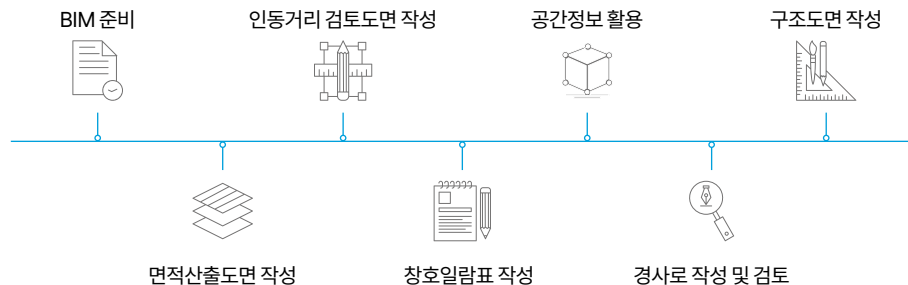 BIM 준비
인동거리 검토도면 작성
공간정보 활용
구조도면 작성
면적산출도면 작성
창호일람표 작성
경사로 작성 및 검토